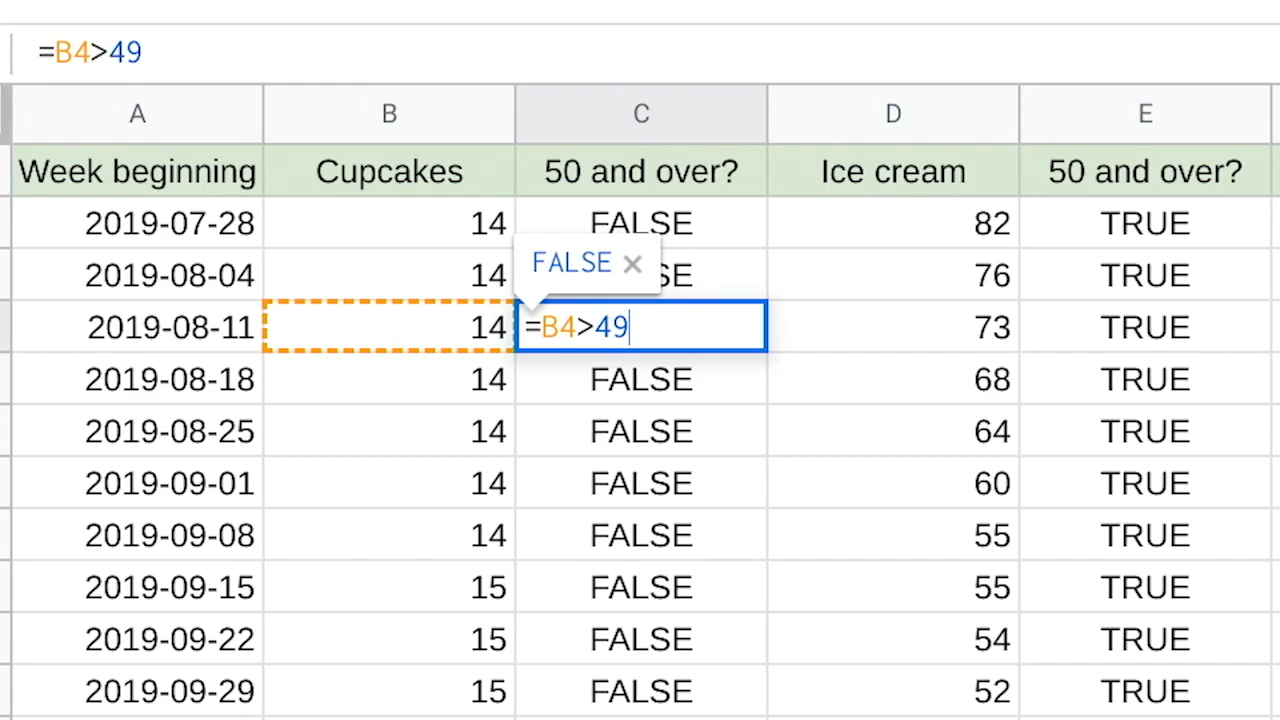 =B4>49
A B C D E
Week beginning Cupcakes 50 and over? Ice cream 50 and over?
2019-07-28 14 FALSE 82 TRUE
FALSE ×
2019-08-04 14 SE 76 TRUE
2019-08-11 14 =B4>49 73 TRUE
2019-08-18 14 FALSE 68 TRUE
2019-08-25 14 FALSE 64 TRUE
2019-09-01 14 FALSE 60 TRUE
2019-09-08 14 FALSE 55 TRUE
2019-09-15 15 FALSE 55 TRUE
2019-09-22 15 FALSE 54 TRUE
2019-09-29 15 FALSE 52 TRUE